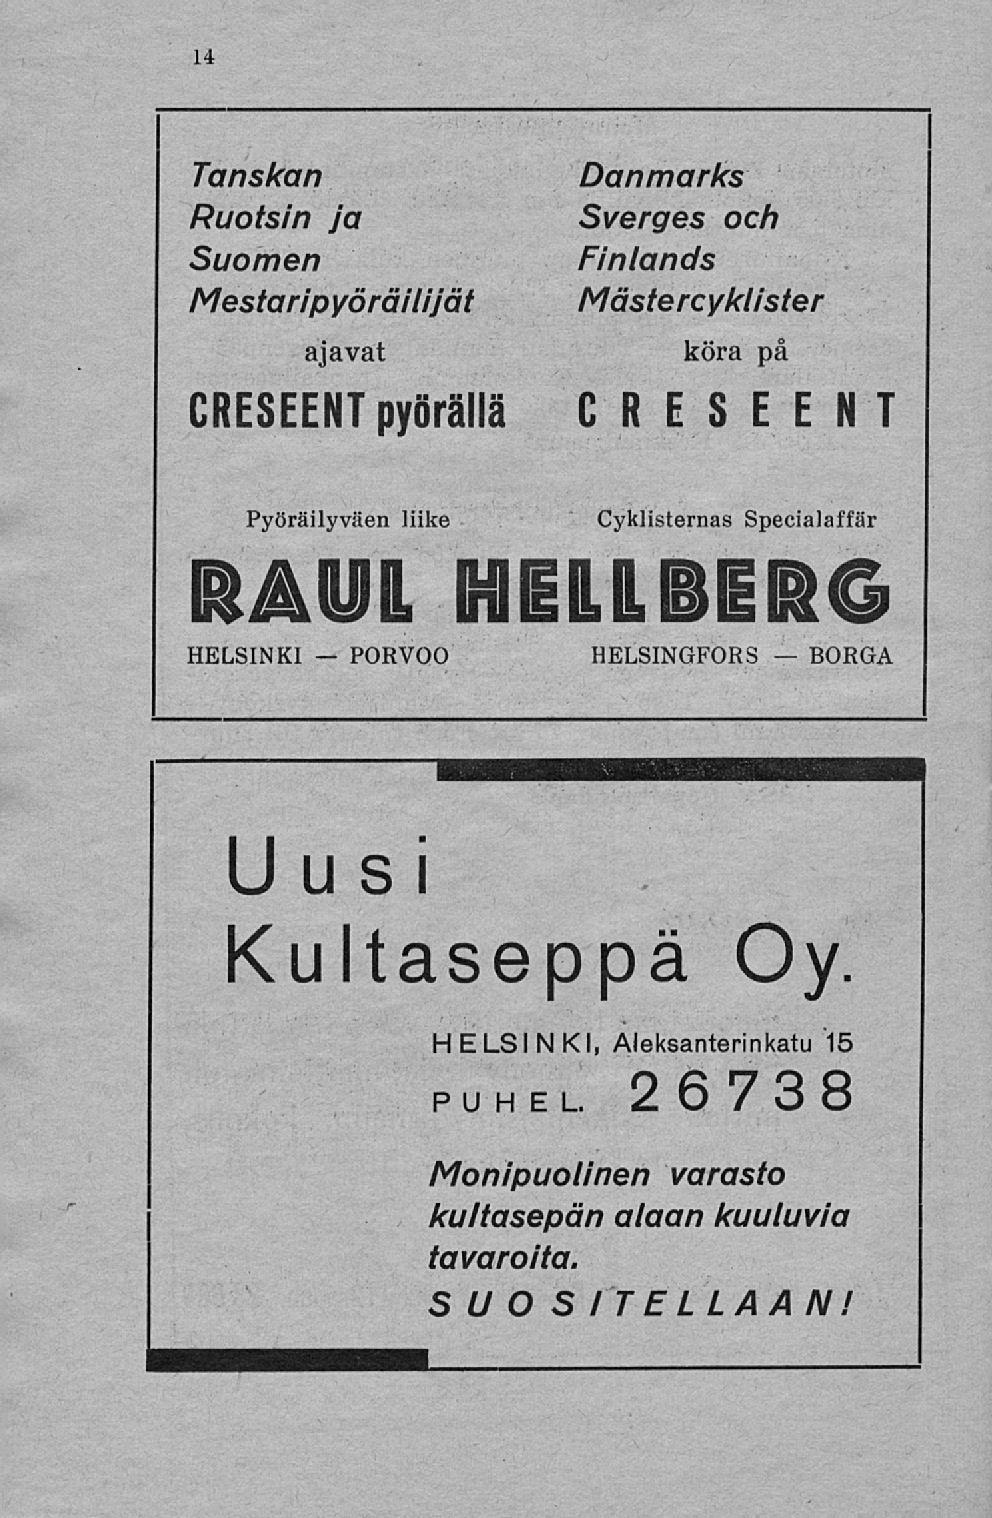 14
Tanskan
Ruotsin ja
Suomen
Mestaripyöräilijät
ajavat
CRESEENT pyörällä
Danmarks
Sverges och
Finlands
Mästercyklister
köra på
CRESEENT
Pyöräilyväen liike
Cyklisternas Specialaffär
RAUL HELLBERG
HELSINKI — PORVOO
HELSINGFORS — BORGA
Uusi
Kultaseppä Oy.
HELSINKI, Aleksanterinkatu 15
PUHEL. 26738
Monipuolinen varasto
kultasepän alaan kuuluvia
tavaroita.
SUOSITELLAAN!